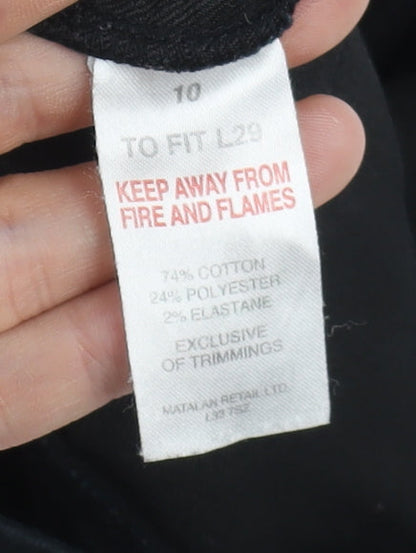 10
TO FIT L29
KEEP AWAY FROM
FIRE AND FLAMES
74% COTTON
24% POLYESTER
2% ELASTANE
EXCLUSIVE
OF TRIMMINGS
MATALAN RETAIL LTD.
L33 7SZ